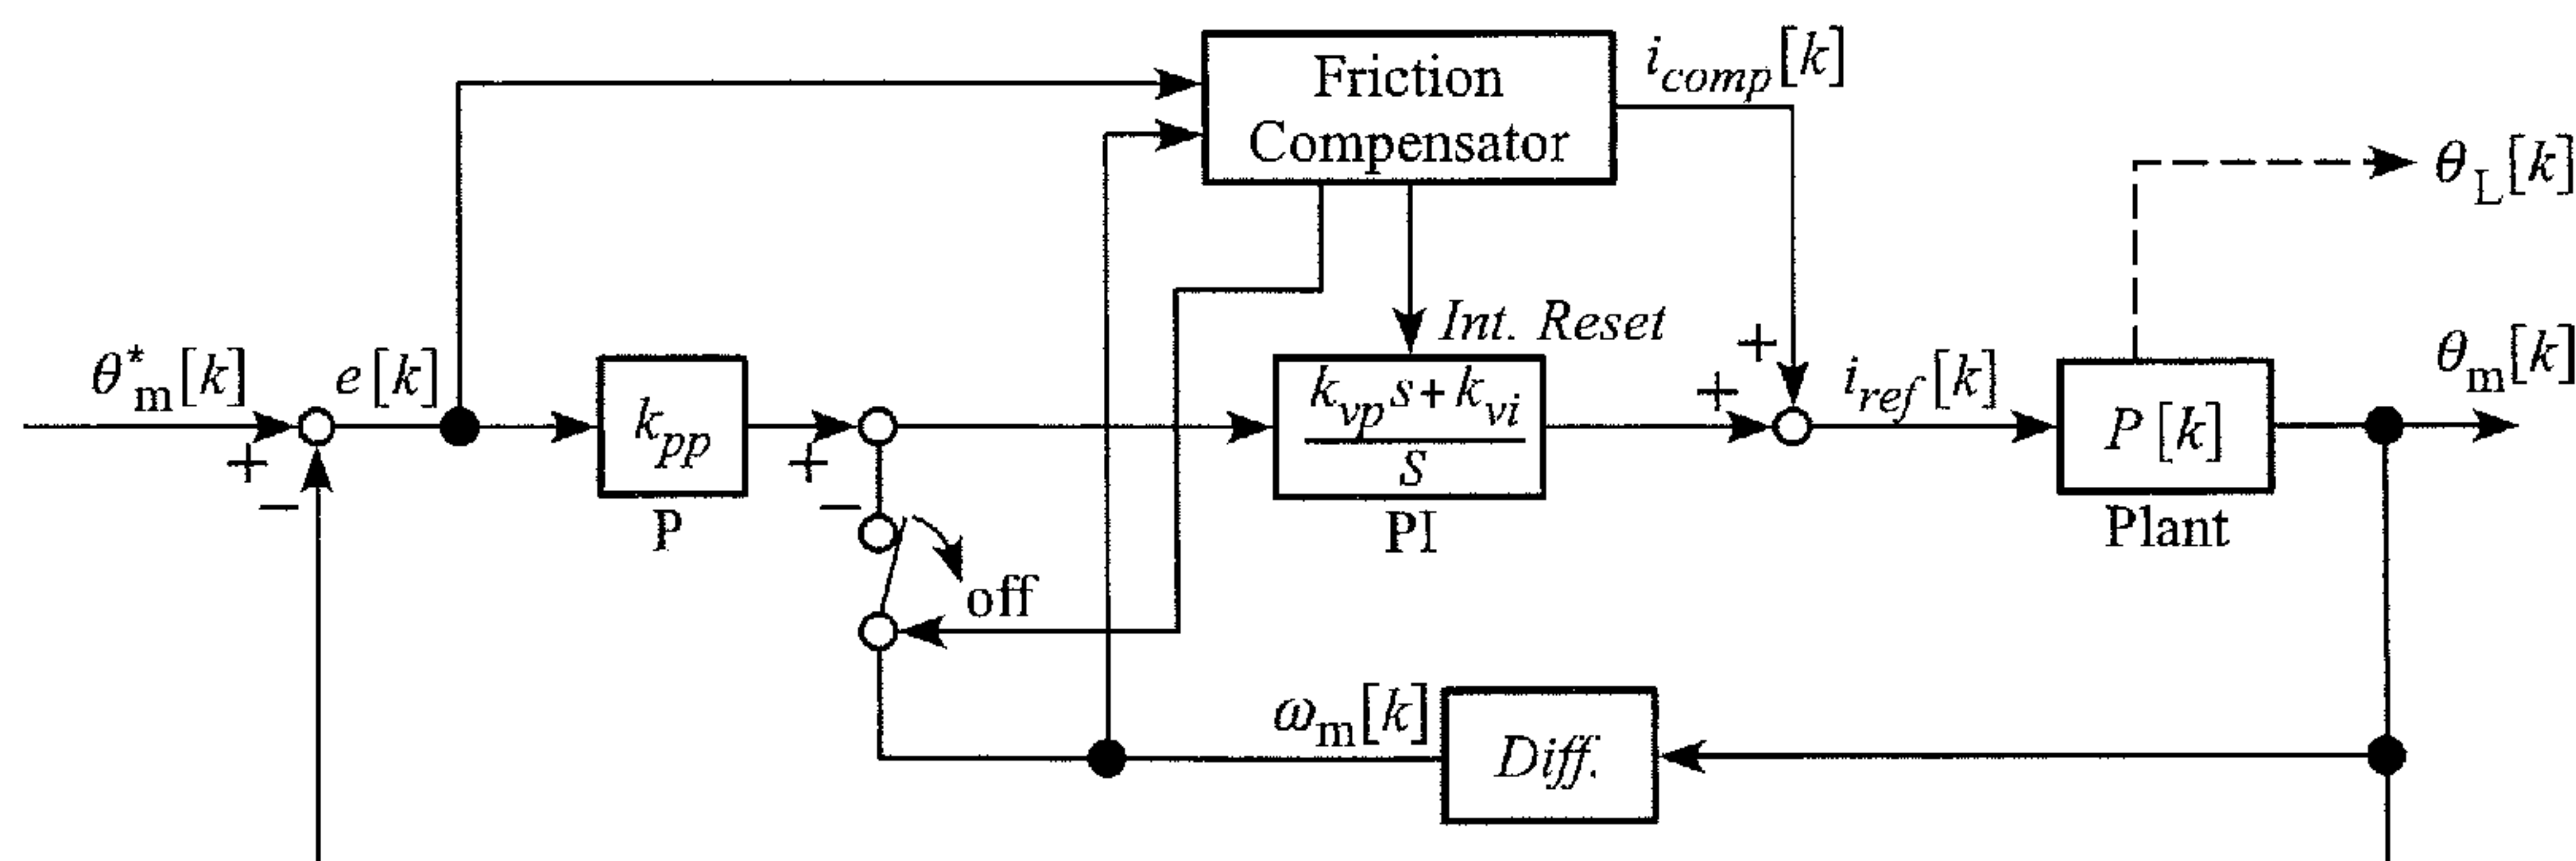 Friction
Compensator
i_comp[k]
θ_L[k]
Int. Reset
θ*_m[k]
e[k]
+
−
k_pp
P
+
−
off
k_vp s + k_vi
S
PI
+
+
i_ref[k]
P[k]
Plant
θ_m[k]
ω_m[k]
Diff.